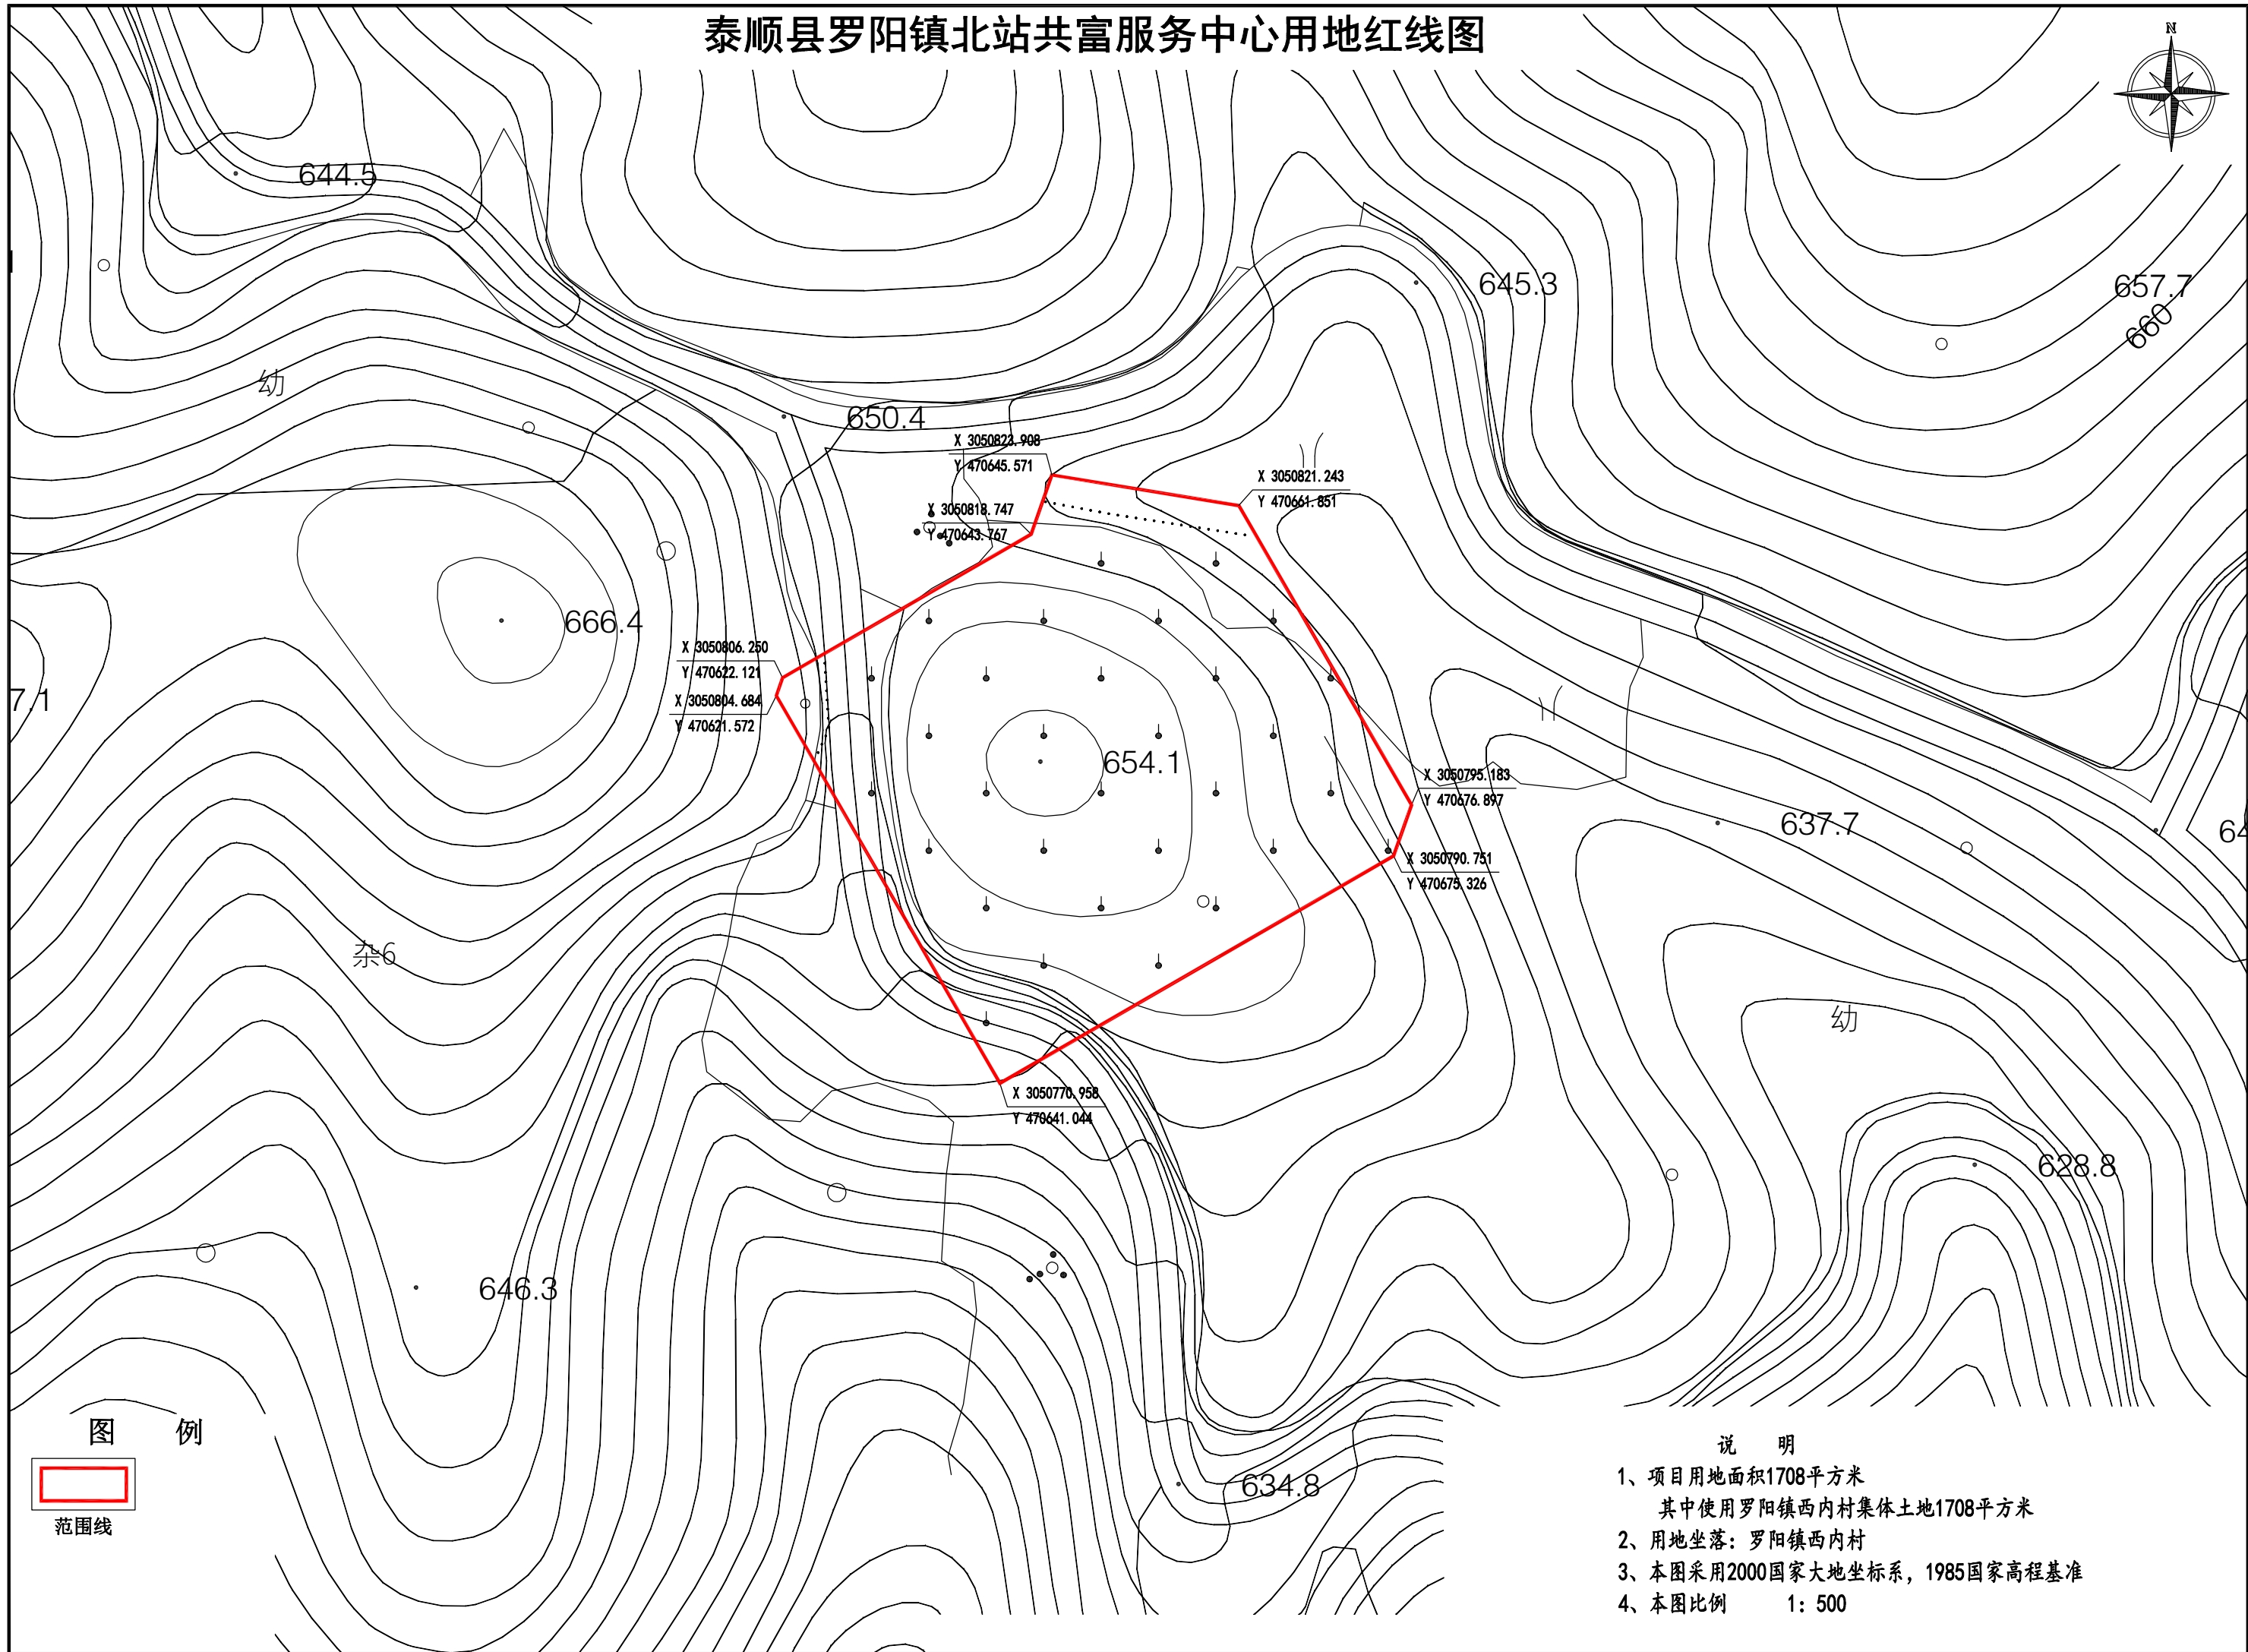 泰顺县罗阳镇北站共富服务中心用地红线图
N
644.5
645.3
657.7
660
幼
650.4
X 3050823.908
Y 470645.571
X 3050821.243
Y 470661.851
X 3050818.747
Y 470643.767
666.4
X 3050806.250
Y 470622.121
7.1
X 3050804.684
Y 470621.572
654.1
X 3050795.183
Y 470676.897
637.7
64
X 3050790.751
Y 470675.326
杂6
幼
X 3050770.958
Y 470641.044
628.8
646.3
634.8
图 例
范围线
说 明
1、项目用地面积1708平方米
其中使用罗阳镇西内村集体土地1708平方米
2、用地坐落：罗阳镇西内村
3、本图采用2000国家大地坐标系，1985国家高程基准
4、本图比例 1：500